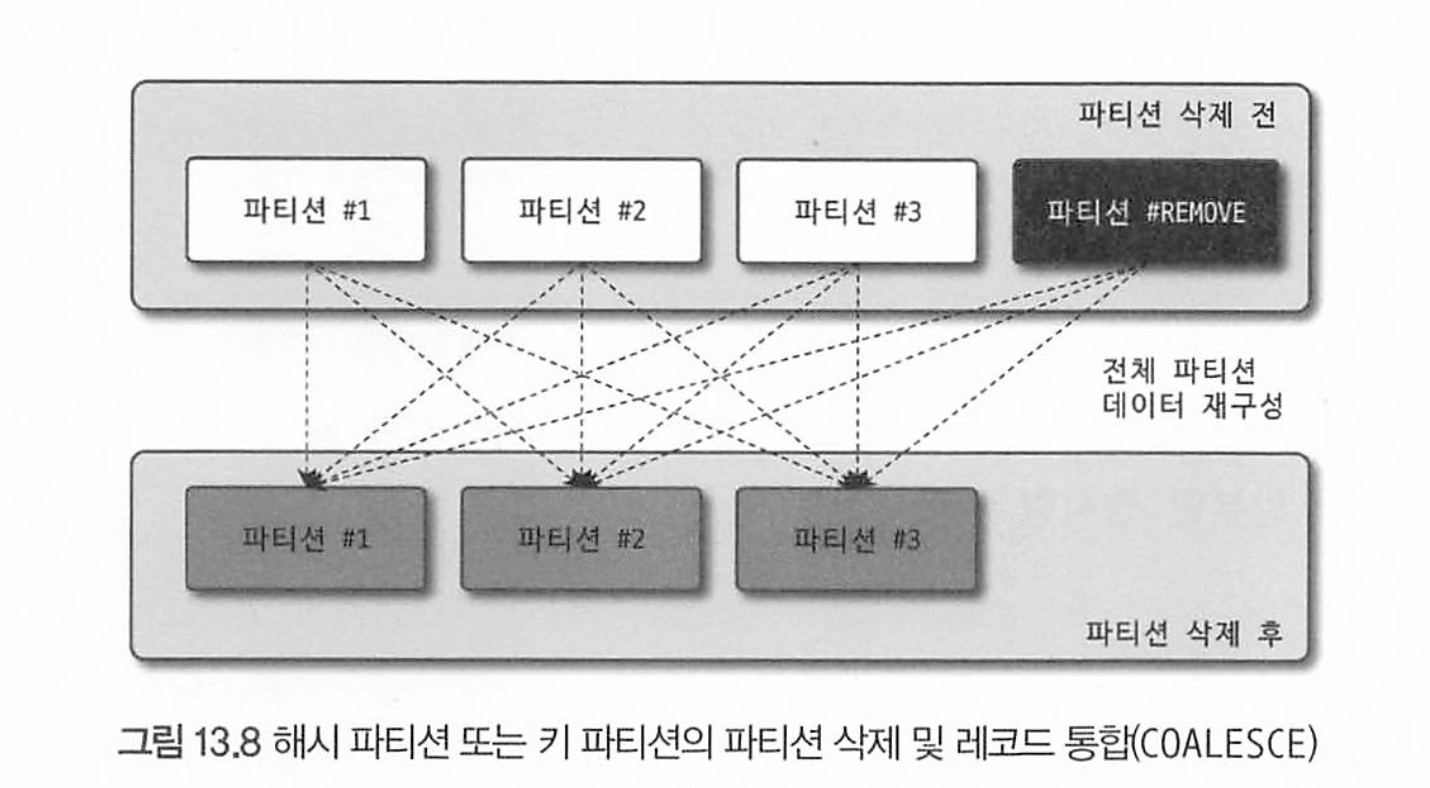 파티션 삭제 전
파티션 #1
파티션 #2
파티션 #3
파티션 #REMOVE
전체 파티션
데이터 재구성
파티션 #1
파티션 #2
파티션 #3
파티션 삭제 후
그림 13.8 해시 파티션 또는 키 파티션의 파티션 삭제 및 레코드 통합(COALESCE)